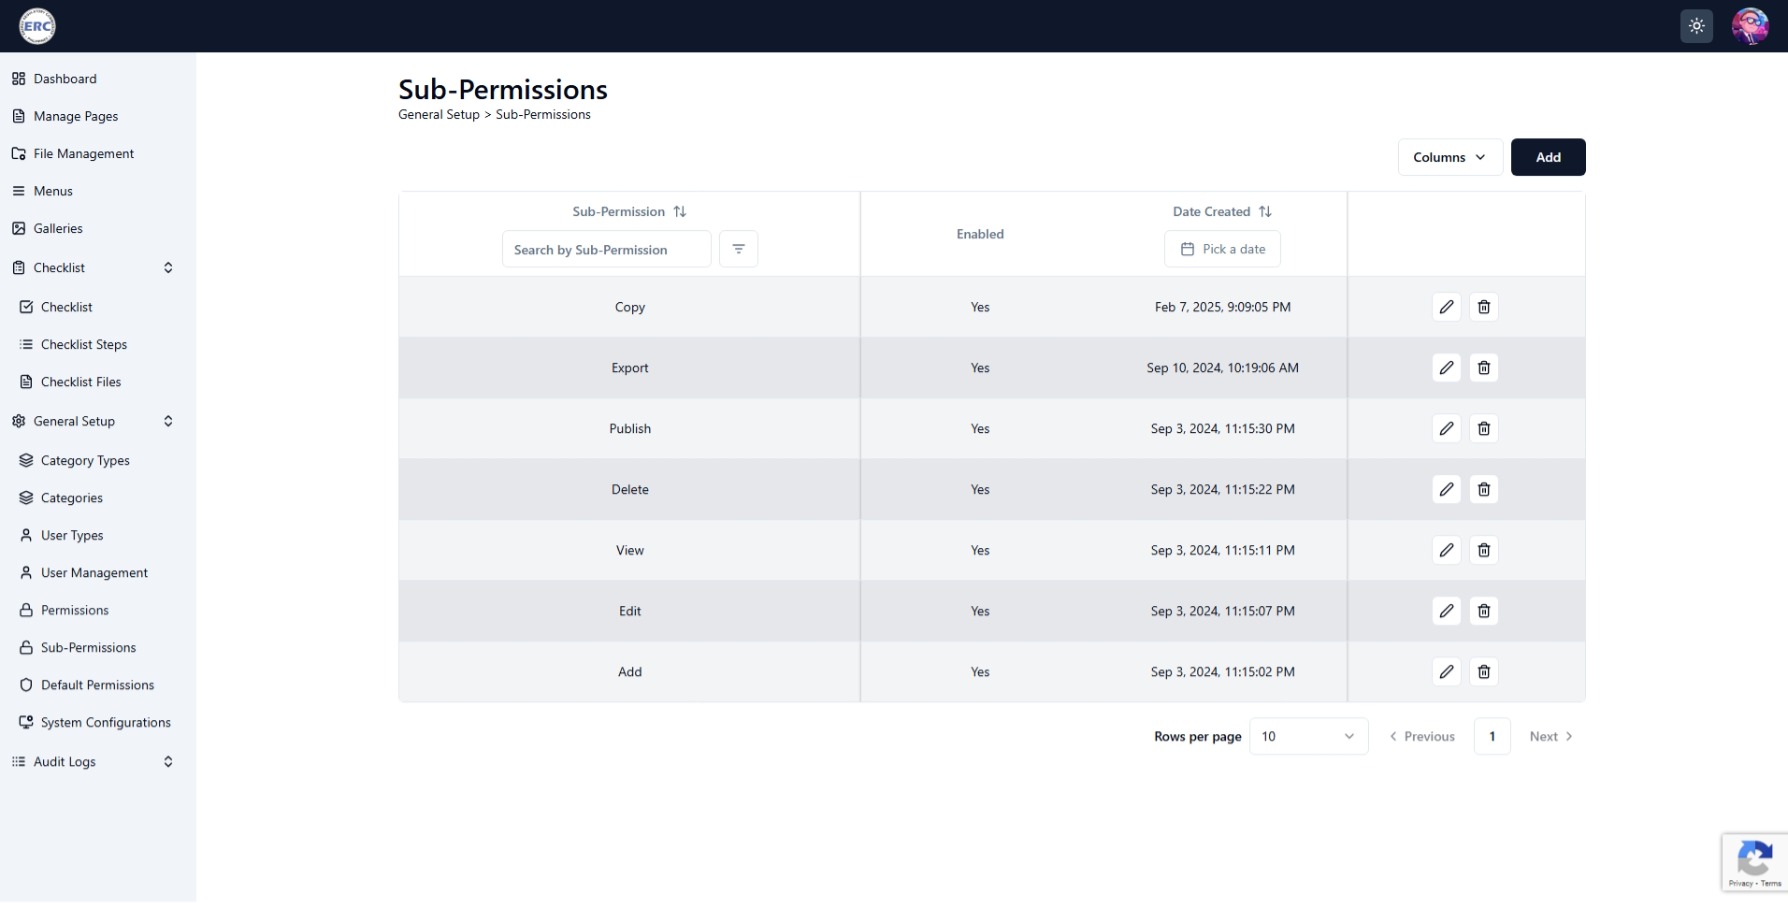 ERC
Dashboard
Manage Pages
File Management
Menus
Galleries
Checklist
Checklist
Checklist Steps
Checklist Files
General Setup
Category Types
Categories
User Types
User Management
Permissions
Sub-Permissions
Default Permissions
System Configurations
Audit Logs
Sub-Permissions
General Setup > Sub-Permissions
Columns Add
Sub-Permission Enabled Date Created
Search by Sub-Permission Pick a date
Copy Yes Feb 7, 2025, 9:09:05 PM
Export Yes Sep 10, 2024, 10:19:06 AM
Publish Yes Sep 3, 2024, 11:15:30 PM
Delete Yes Sep 3, 2024, 11:15:22 PM
View Yes Sep 3, 2024, 11:15:11 PM
Edit Yes Sep 3, 2024, 11:15:07 PM
Add Yes Sep 3, 2024, 11:15:02 PM
Rows per page 10 Previous 1 Next
Privacy - Terms